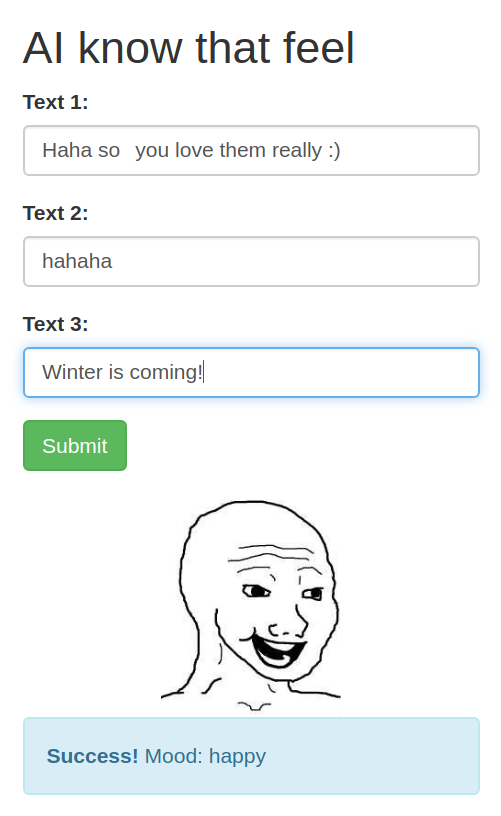 AI know that feel
Text 1:
Haha so  you love them really :)
Text 2:
hahaha
Text 3:
Winter is coming!
Submit
Success! Mood: happy